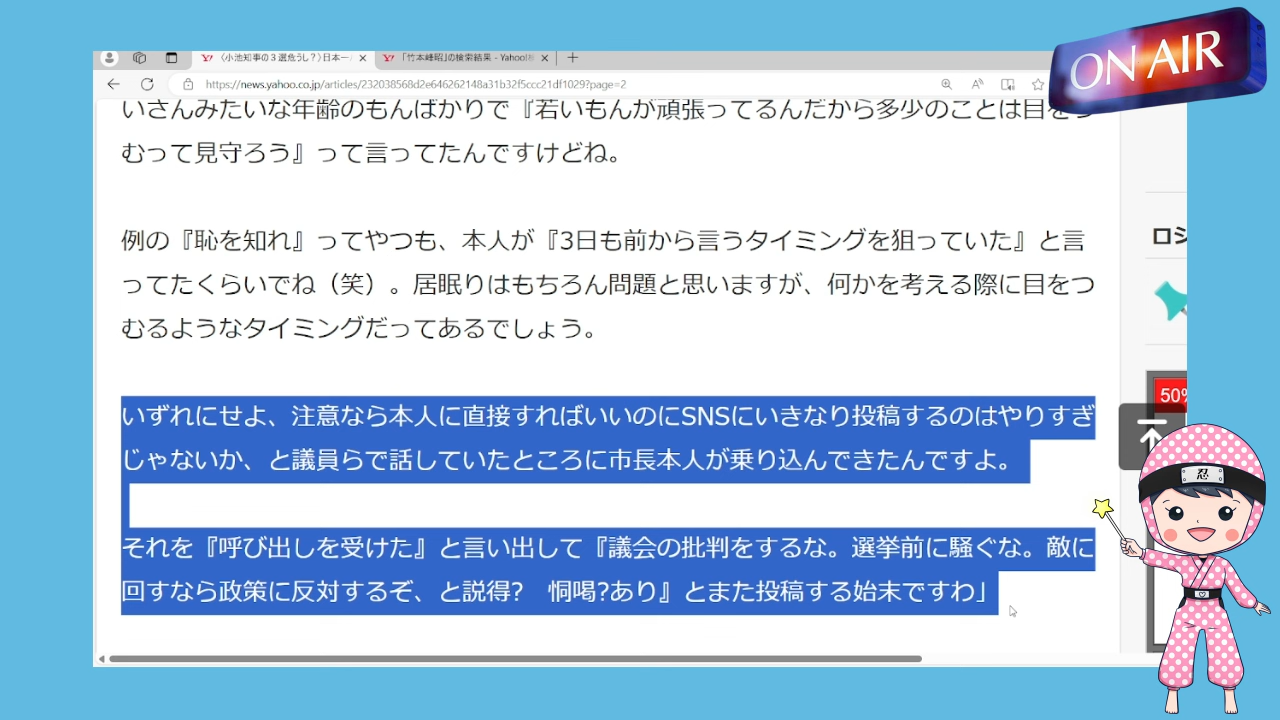 ON AIR
〈小池知事の３選危うし？〉日本一
「竹本峰昭」の検索結果 - Yahoo!
https://news.yahoo.co.jp/articles/232038568d2e646262148a31b32f5ccc21df1029?page=2
いさんみたいな年齢のもんばかりで『若いもんが頑張ってるんだから多少のことは目をつ
むって見守ろう』って言ってたんですけどね。
例の『恥を知れ』ってやつも、本人が『3日も前から言うタイミングを狙っていた』と言
ってたくらいでね（笑）。居眠りはもちろん問題と思いますが、何かを考える際に目をつ
むるようなタイミングだってあるでしょう。
いずれにせよ、注意なら本人に直接すればいいのにSNSにいきなり投稿するのはやりすぎ
じゃないか、と議員らで話していたところに市長本人が乗り込んできたんですよ。
それを『呼び出しを受けた』と言い出して『議会の批判をするな。選挙前に騒ぐな。敵に
回すなら政策に反対するぞ、と説得?　恫喝?あり』とまた投稿する始末ですわ」
ロシ
50%
忍